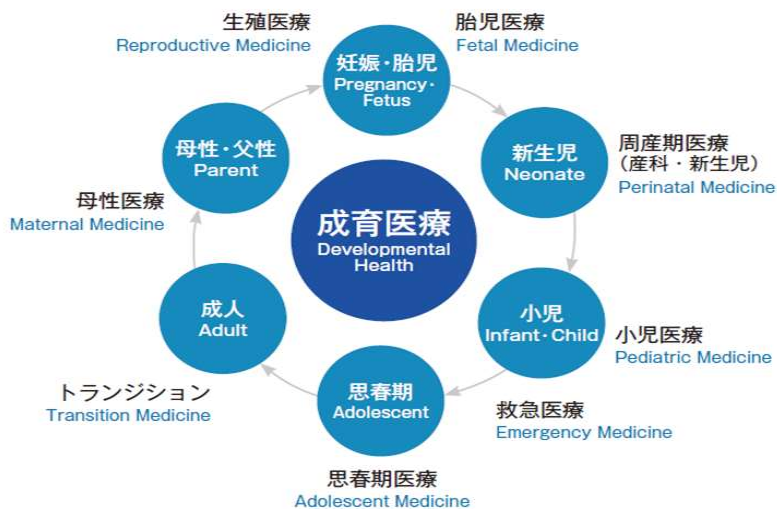 生殖医療
Reproductive Medicine
胎児医療
Fetal Medicine
妊娠・胎児
Pregnancy・
Fetus
母性・父性
Parent
新生児
Neonate
周産期医療
（産科・新生児）
Perinatal Medicine
母性医療
Maternal Medicine
成育医療
Developmental
Health
成人
Adult
小児
Infant・Child
小児医療
Pediatric Medicine
トランジション
Transition Medicine
思春期
Adolescent
救急医療
Emergency Medicine
思春期医療
Adolescent Medicine